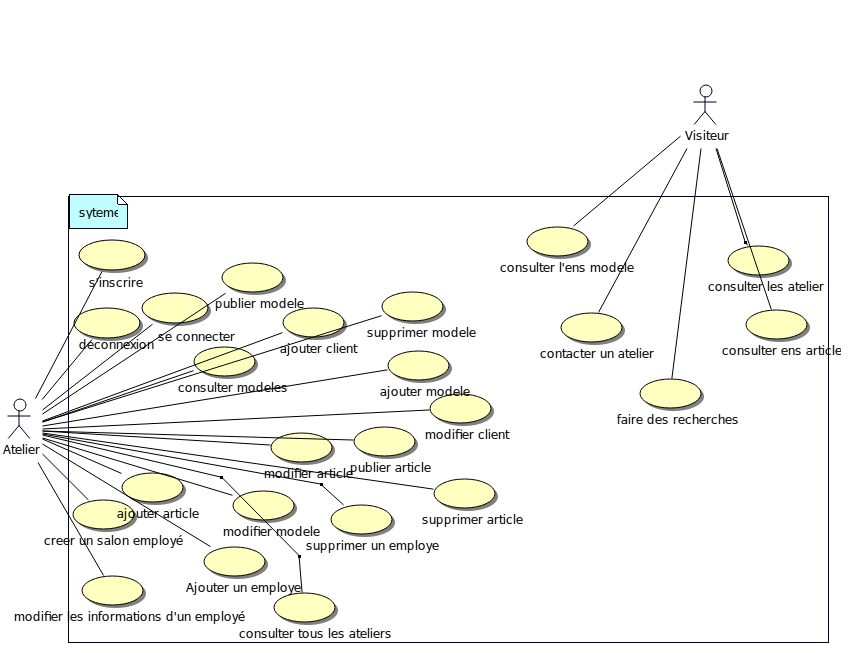 Visiteur
syteme
s'inscrire
consulter l'ens modele
consulter les atelier
publier modele
déconnexion
se connecter
ajouter client
supprimer modele
contacter un atelier
consulter ens article
consulter modeles
ajouter modele
faire des recherches
modifier client
Atelier
modifier article
publier article
ajouter article
supprimer article
creer un salon employé
modifier modele
supprimer un employe
Ajouter un employe
modifier les informations d'un employé
consulter tous les ateliers